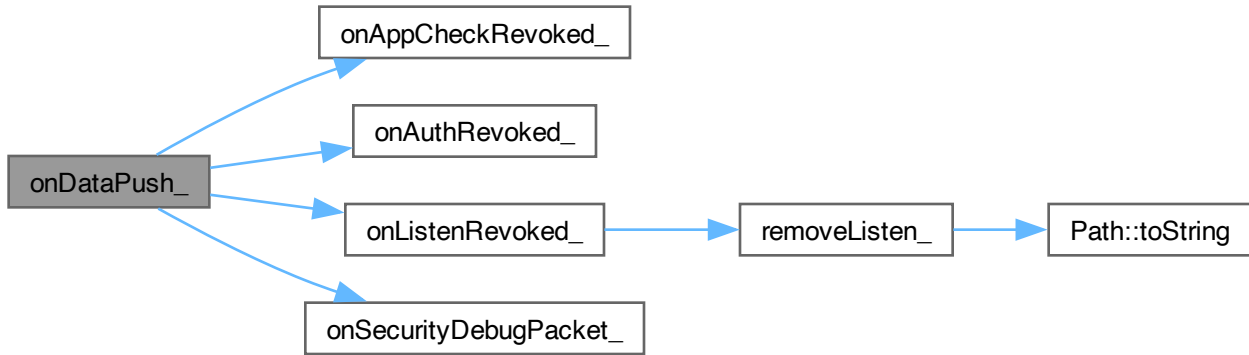 onAppCheckRevoked_
onAuthRevoked_
onDataPush_
onListenRevoked_
removeListen_
Path::toString
onSecurityDebugPacket_